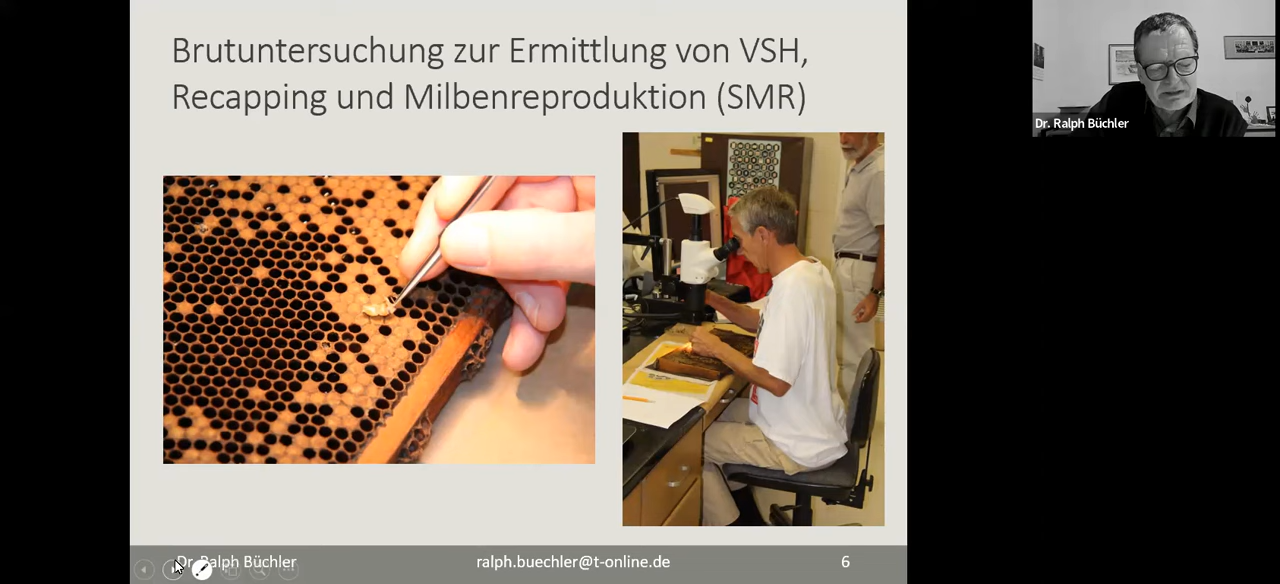 Brutuntersuchung zur Ermittlung von VSH,
Recapping und Milbenreproduktion (SMR)
Dr. Ralph Büchler
Dr. Ralph Büchler
ralph.buechler@t-online.de
6